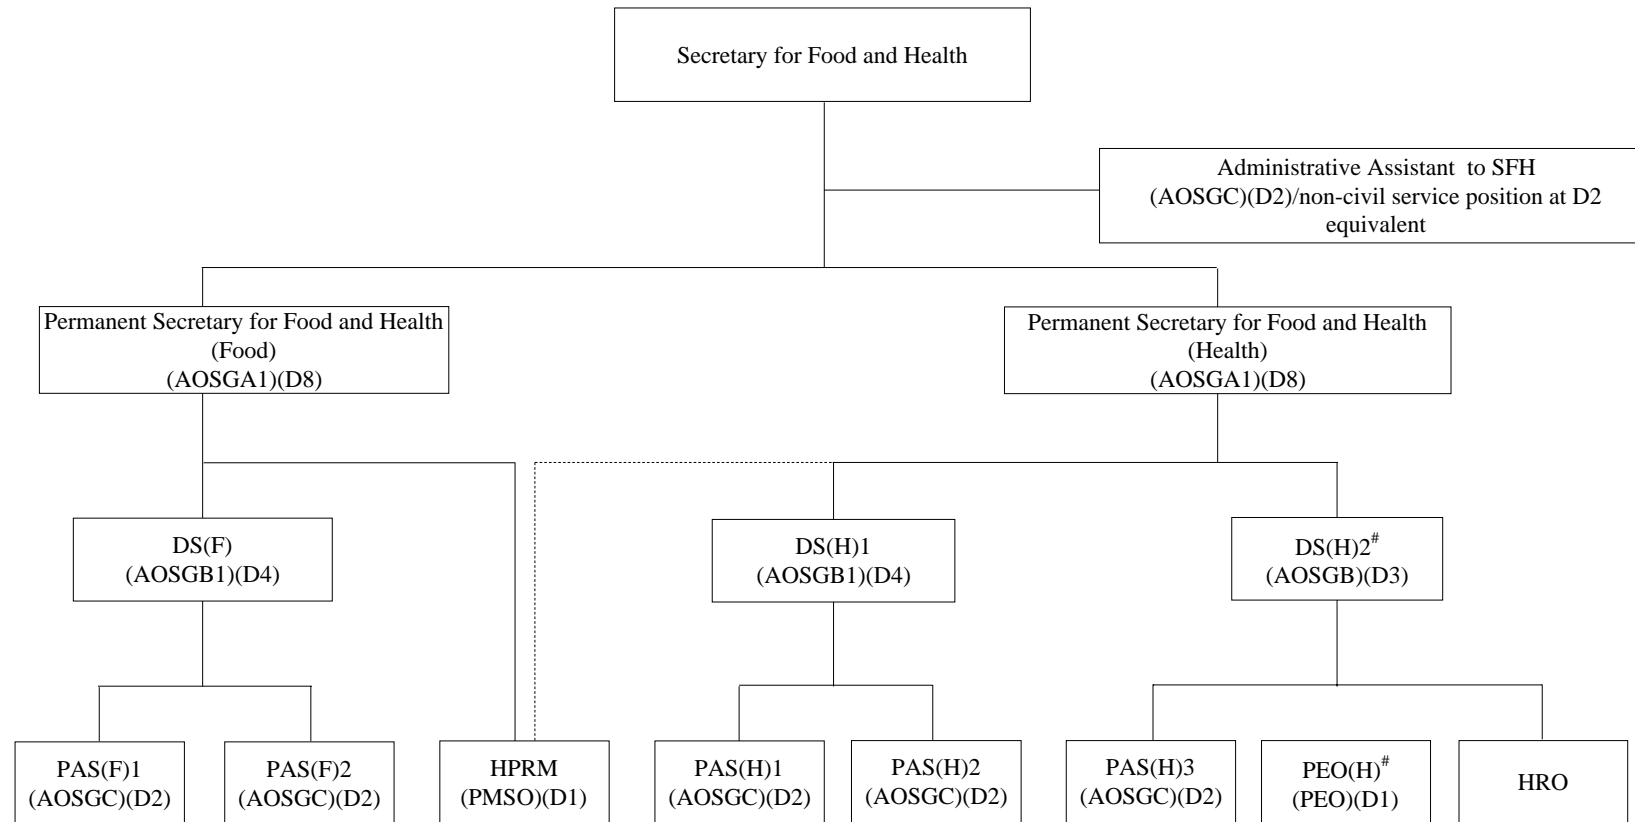 Secretary for Food and Health
Administrative Assistant to SFH
(AOSGC)(D2)/non-civil service position at D2
equivalent
Permanent Secretary for Food and Health
(Food)
(AOSGA1)(D8)
Permanent Secretary for Food and Health
(Health)
(AOSGA1)(D8)
DS(F)
(AOSGB1)(D4)
DS(H)1
(AOSGB1)(D4)
DS(H)2#
(AOSGB)(D3)
PAS(F)1
(AOSGC)(D2)
PAS(F)2
(AOSGC)(D2)
HPRM
(PMSO)(D1)
PAS(H)1
(AOSGC)(D2)
PAS(H)2
(AOSGC)(D2)
PAS(H)3
(AOSGC)(D2)
PEO(H)#
(PEO)(D1)
HRO